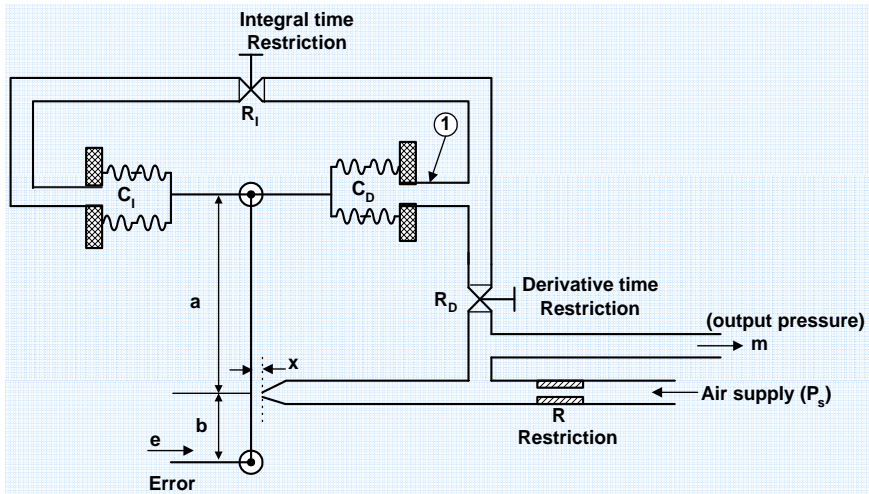 Integral time
Restriction
R_I
1
C_I
C_D
a
R_D
Derivative time
Restriction
(output pressure)
m
x
b
Air supply (P_s)
R
Restriction
e
Error